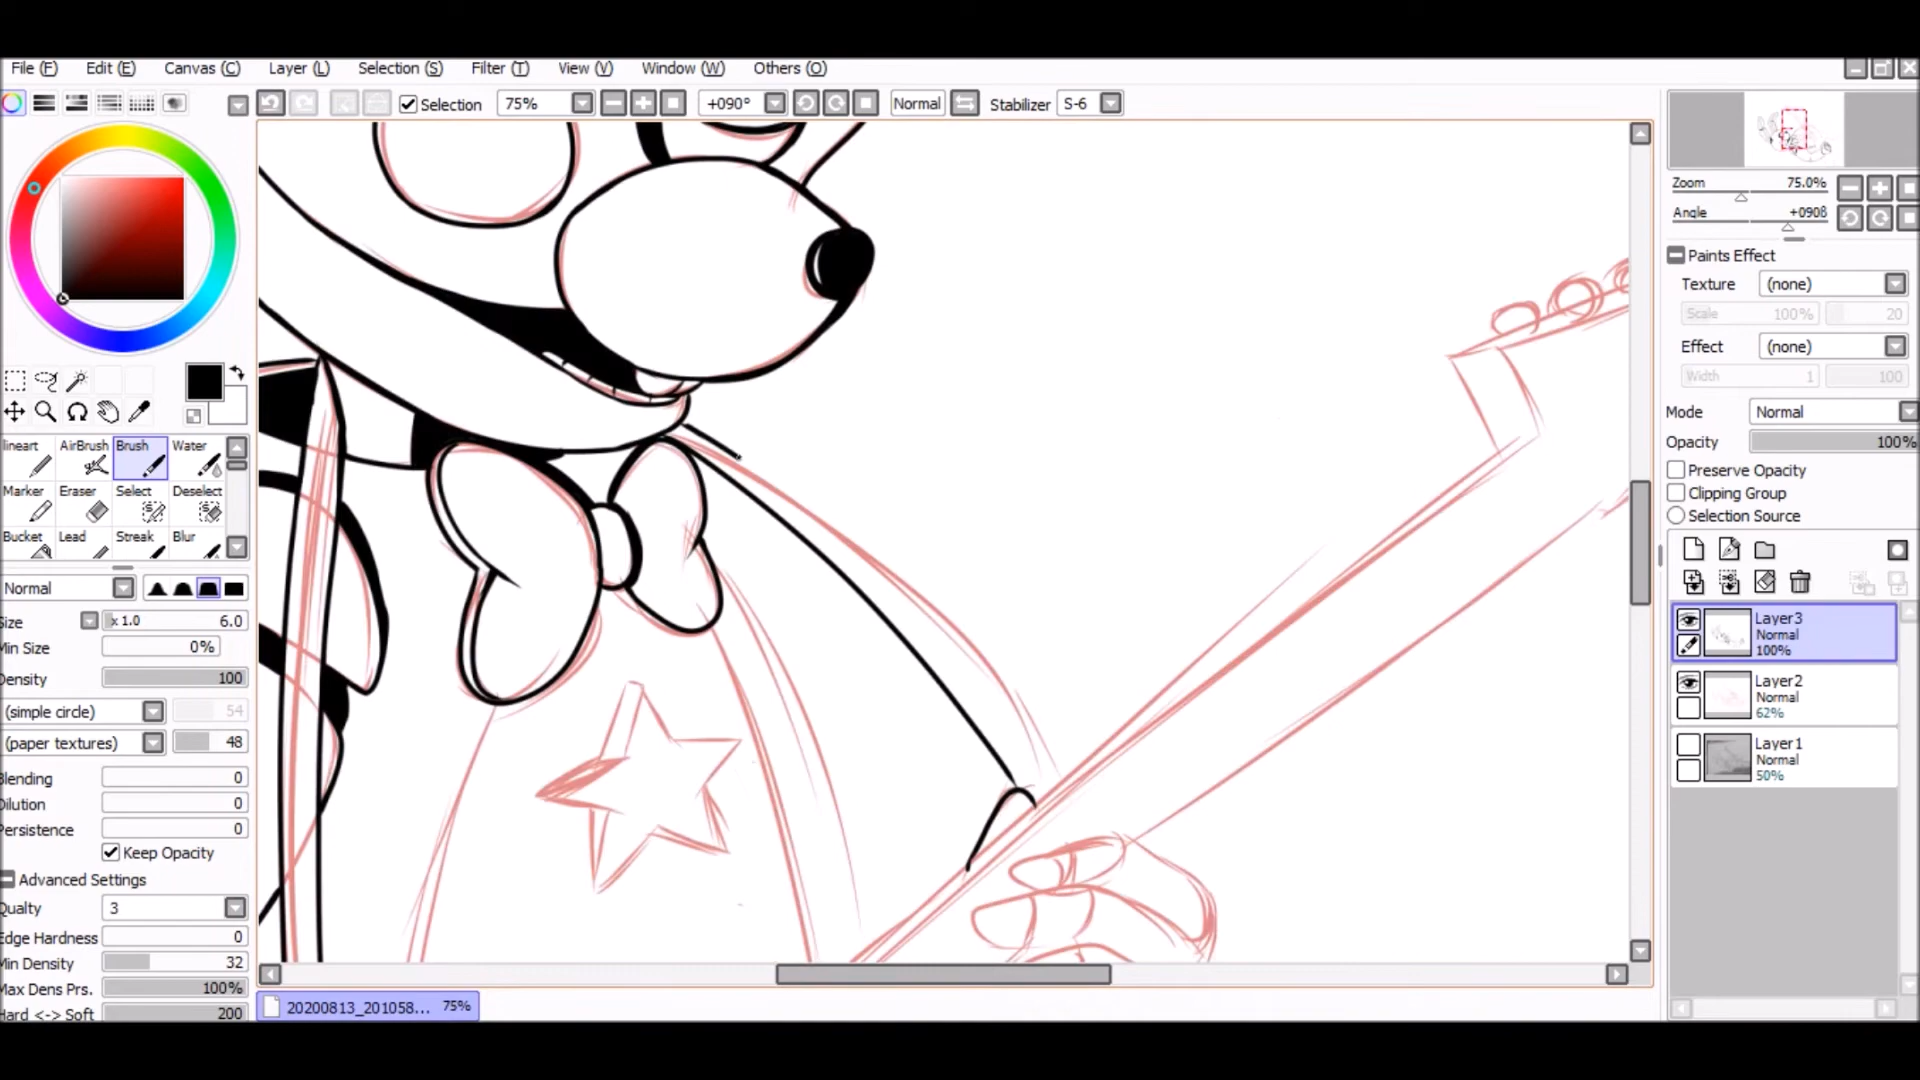 File (F) Edit (E) Canvas (C) Layer (L) Selection (S) Filter (T) View (V) Window (W) Others (O)
Selection 75% +090° Normal Stabilizer S-6
Zoom 75.0%
Angle +090ß
Paints Effect
Texture (none)
Scale 100% 20
Effect (none)
Width 1 100
Mode Normal
Opacity 100%
Preserve Opacity
Clipping Group
Selection Source
Layer3
Normal
100%
Layer2
Normal
62%
Layer1
Normal
50%
lineart AirBrush Brush Water
Marker Eraser Select Deselect
Bucket Lead Streak Blur
Normal
Size x 1.0 6.0
Min Size 0%
Density 100
(simple circle) 54
(paper textures) 48
Blending 0
Dilution 0
Persistence 0
Keep Opacity
Advanced Settings
Qualty 3
Edge Hardness 0
Min Density 32
Max Dens Prs. 100%
Hard <-> Soft 200
20200813_201058... 75%